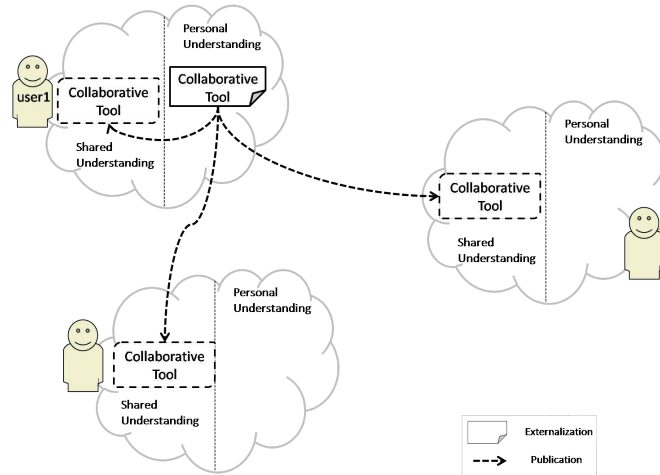 Personal
Understanding
user1
Collaborative
Tool
Collaborative
Tool
Shared
Understanding
Personal
Understanding
Collaborative
Tool
Shared
Understanding
Personal
Understanding
Collaborative
Tool
Shared
Understanding
Externalization
Publication